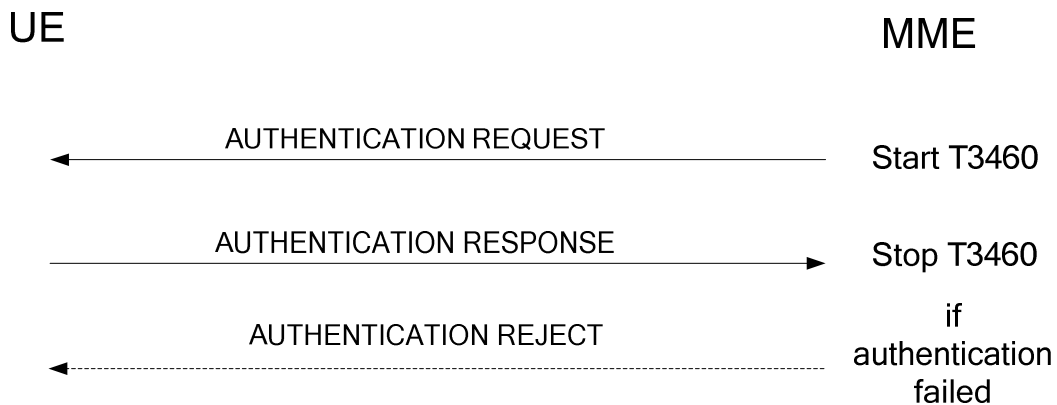 UE
MME
AUTHENTICATION REQUEST
Start T3460
AUTHENTICATION RESPONSE
Stop T3460
AUTHENTICATION REJECT
if
authentication
failed